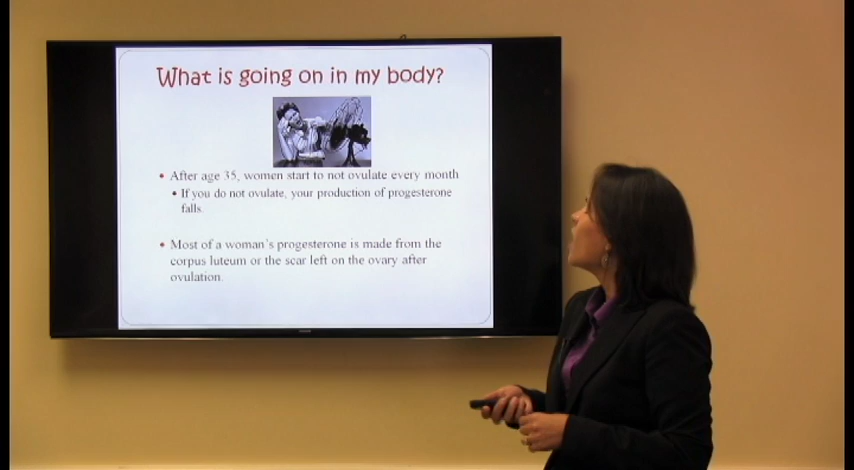 What is going on in my body?
• After age 35, women start to not ovulate every month
• If you do not ovulate, your production of progesterone
falls.
• Most of a woman's progesterone is made from the
corpus luteum or the scar left on the ovary after
ovulation.